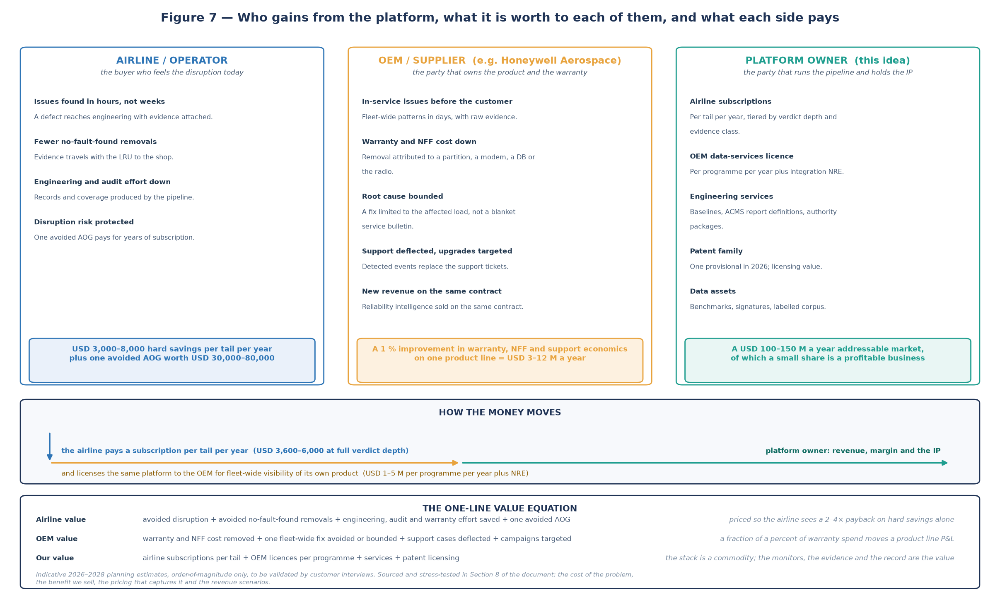 Figure 7 — Who gains from the platform, what it is worth to each of them, and what each side pays
AIRLINE / OPERATOR
the buyer who feels the disruption today
Issues found in hours, not weeks
A defect reaches engineering with evidence attached.
Fewer no-fault-found removals
Evidence travels with the LRU to the shop.
Engineering and audit effort down
Records and coverage produced by the pipeline.
Disruption risk protected
One avoided AOG pays for years of subscription.
USD 3,000–8,000 hard savings per tail per year
plus one avoided AOG worth USD 30,000–80,000
OEM / SUPPLIER (e.g. Honeywell Aerospace)
the party that owns the product and the warranty
In-service issues before the customer
Fleet-wide patterns in days, with raw evidence.
Warranty and NFF cost down
Removal attributed to a partition, a modem, a DB or
the radio.
Root cause bounded
A fix limited to the affected load, not a blanket
service bulletin.
Support deflected, upgrades targeted
Detected events replace the support tickets.
New revenue on the same contract
Reliability intelligence sold on the same contract.
A 1 % improvement in warranty, NFF and support economics
on one product line = USD 3–12 M a year
PLATFORM OWNER (this idea)
the party that runs the pipeline and holds the IP
Airline subscriptions
Per tail per year, tiered by verdict depth and
evidence class.
OEM data-services licence
Per programme per year plus integration NRE.
Engineering services
Baselines, ACMS report definitions, authority
packages.
Patent family
One provisional in 2026; licensing value.
Data assets
Benchmarks, signatures, labelled corpus.
A USD 100–150 M a year addressable market,
of which a small share is a profitable business
HOW THE MONEY MOVES
the airline pays a subscription per tail per year (USD 3,600–6,000 at full verdict depth)
platform owner: revenue, margin and the IP
and licenses the same platform to the OEM for fleet-wide visibility of its own product (USD 1–5 M per programme per year plus NRE)
THE ONE-LINE VALUE EQUATION
Airline value avoided disruption + avoided no-fault-found removals + engineering, audit and warranty effort saved + one avoided AOG priced so the airline sees a 2–4× payback on hard savings alone
OEM value warranty and NFF cost removed + one fleet-wide fix avoided or bounded + support cases deflected + campaigns targeted a fraction of a percent of warranty spend moves a product line P&L
Our value airline subscriptions per tail + OEM licences per programme + services + patent licensing the stack is a commodity; the monitors, the evidence and the record are the value
Indicative 2026–2028 planning estimates, order-of-magnitude only, to be validated by customer interviews. Sourced and stress-tested in Section 8 of the document: the cost of the problem,
the benefit we sell, the pricing that captures it and the revenue scenarios.